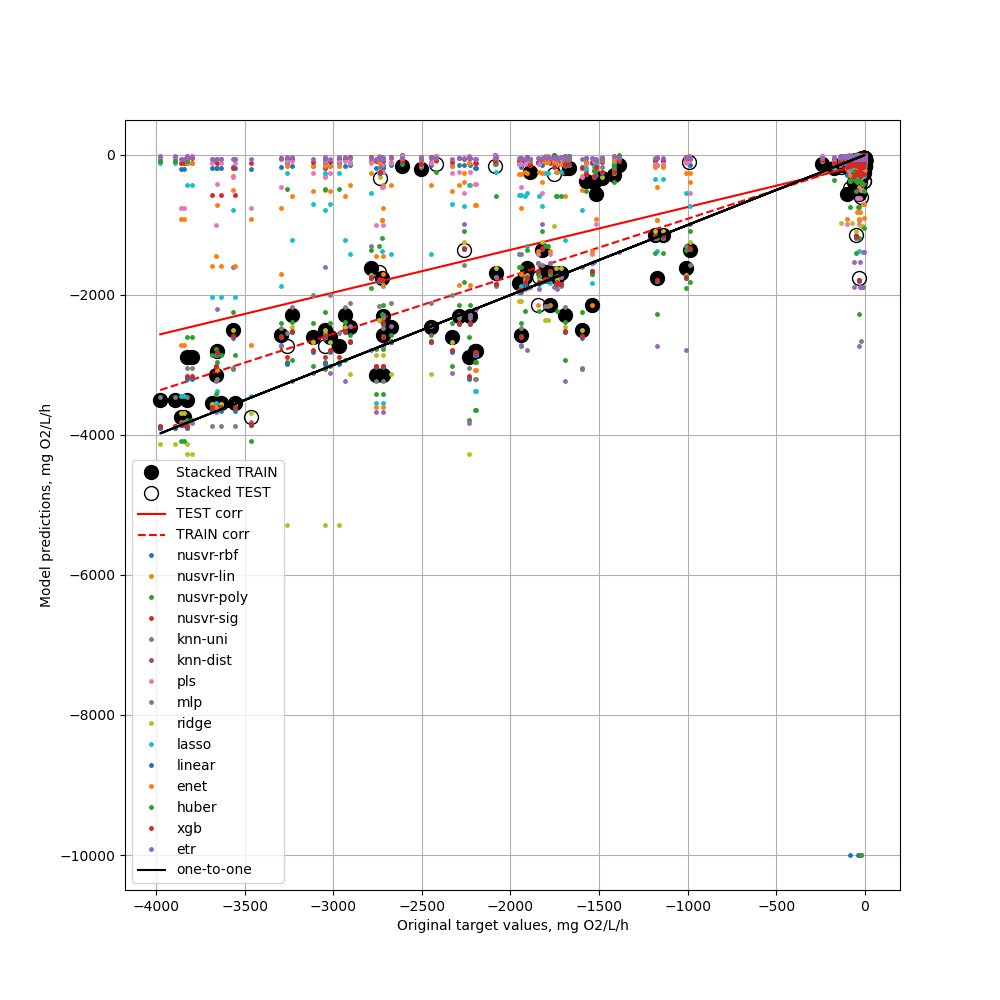 0
−2000
−4000
−6000
−8000
−10000
Model predictions, mg O2/L/h
Stacked TRAIN
Stacked TEST
TEST corr
TRAIN corr
nusvr-rbf
nusvr-lin
nusvr-poly
nusvr-sig
knn-uni
knn-dist
pls
mlp
ridge
lasso
linear
enet
huber
xgb
etr
one-to-one
−4000 −3500 −3000 −2500 −2000 −1500 −1000 −500 0
Original target values, mg O2/L/h